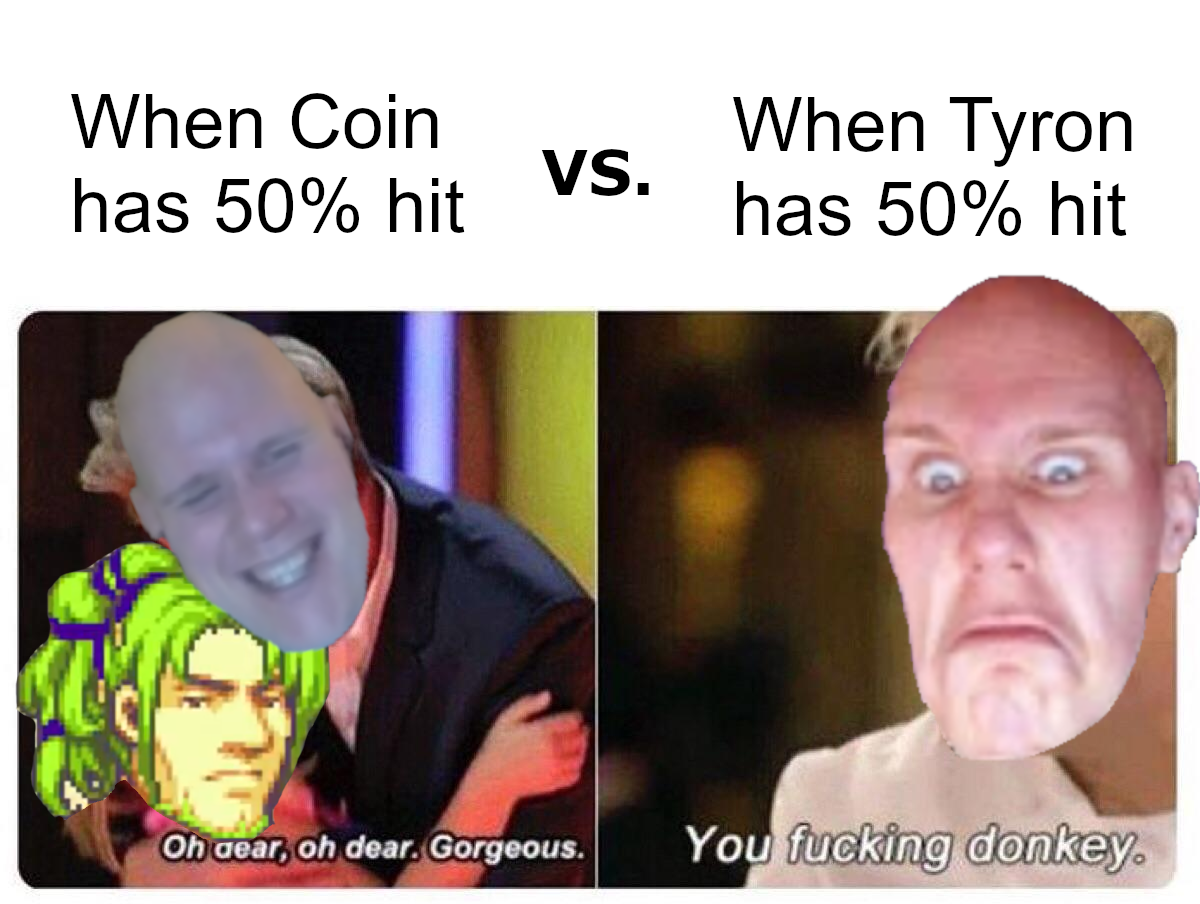 When Coin
has 50% hit
vs.
When Tyron
has 50% hit
Oh dear, oh dear. Gorgeous.
You fucking donkey.